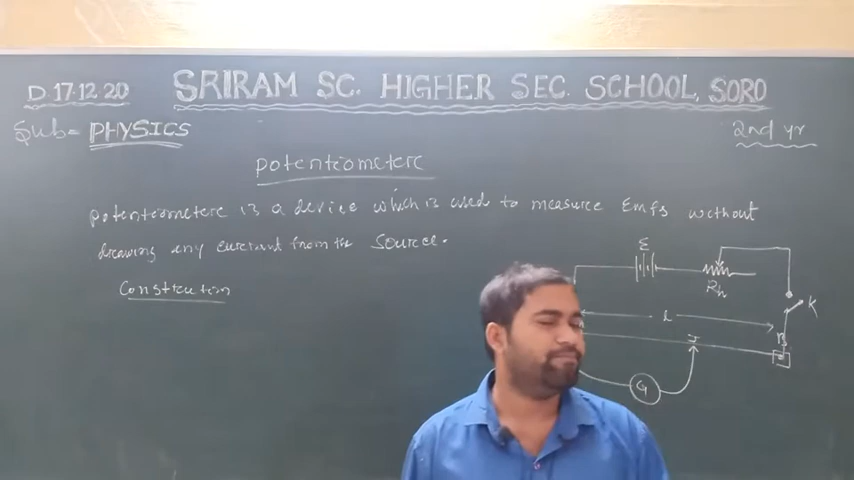 D. 17.12.20
SRIRAM SC. HIGHER SEC. SCHOOL, SORO
Sub= PHYSICS
2nd yr
potentiometere
potentiometere is a device which is used to measure Emfs without
drawing any current from the Source.
Construction
E
Rh
K
L
B
J
G